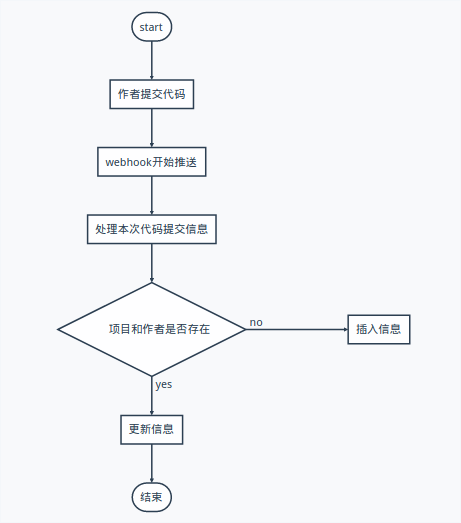 start
作者提交代码
webhook开始推送
处理本次代码提交信息
项目和作者是否存在
no
插入信息
yes
更新信息
结束